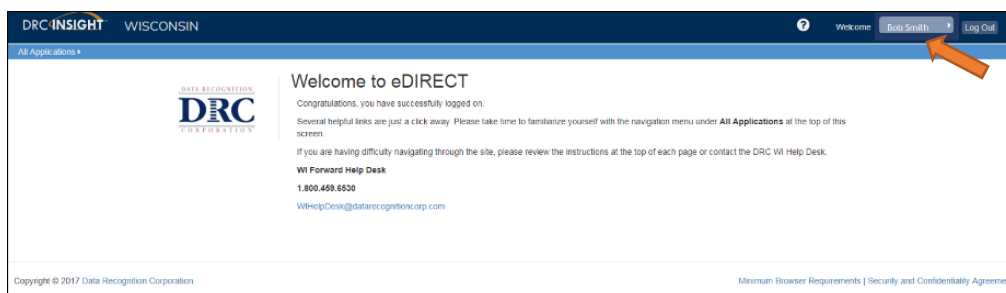 DRC INSIGHT WISCONSIN ? Welcome Bob Smith Log Out
All Applications
DATA RECOGNITION
DRC
CORPORATION
Welcome to eDIRECT
Congratulations, you have successfully logged on.
Several helpful links are just a click away. Please take time to familiarize yourself with the navigation menu under All Applications at the top of this
screen
If you are having difficulty navigating through the site, please review the instructions at the top of each page or contact the DRC WI Help Desk.
WI Forward Help Desk
1.800.459.6530
WIHelpDesk@datarecognitioncorp.com
Copyright © 2017 Data Recognition Corporation Minimum Browser Requirements | Security and Confidentiality Agreeme